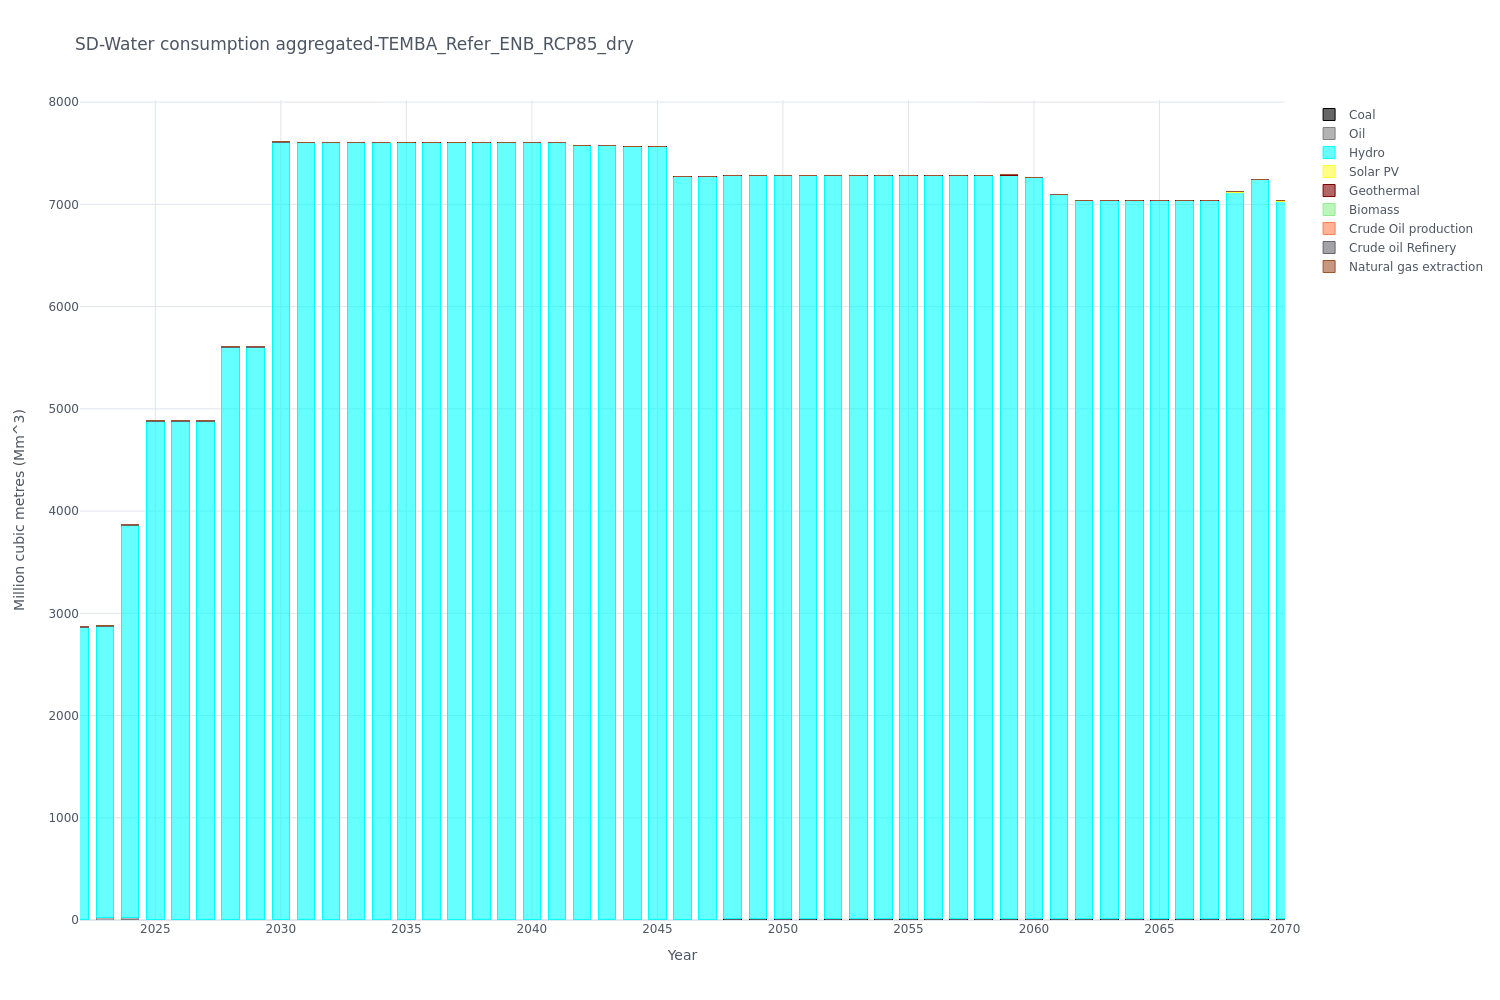 SD-Water consumption aggregated-TEMBA_Refer_ENB_RCP85_dry
Million cubic metres (Mm^3)
8000
7000
6000
5000
4000
3000
2000
1000
0
2025
2030
2035
2040
2045
2050
2055
2060
2065
2070
Year
Coal
Oil
Hydro
Solar PV
Geothermal
Biomass
Crude Oil production
Crude oil Refinery
Natural gas extraction